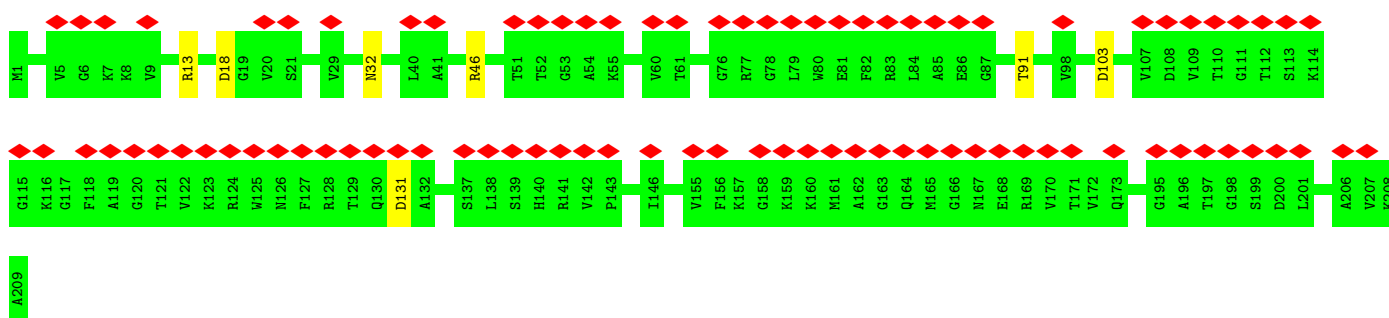 M1 V5 G6 K7 K8 V9 R13 D18 G19 V20 S21 V29 N32 L40 A41 R46 T51 T52 G53 A54 K55 V60 T61 G76 R77 G78 L79 W80 E81 F82 R83 L84 A85 E86 G87 T91 V98 D103 V107 D108 V109 T110 G111 T112 S113 K114
G115 K116 G117 F118 A119 G120 T121 V122 K123 R124 W125 N126 F127 R128 T129 Q130 D131 A132 S137 L138 S139 H140 R141 V142 P143 I146 V155 F156 K157 G158 K159 K160 M161 A162 G163 Q164 M165 G166 N167 E168 R169 V170 T171 V172 Q173 G195 A196 T197 G198 S199 D200 L201 A206 V207 K208
A209